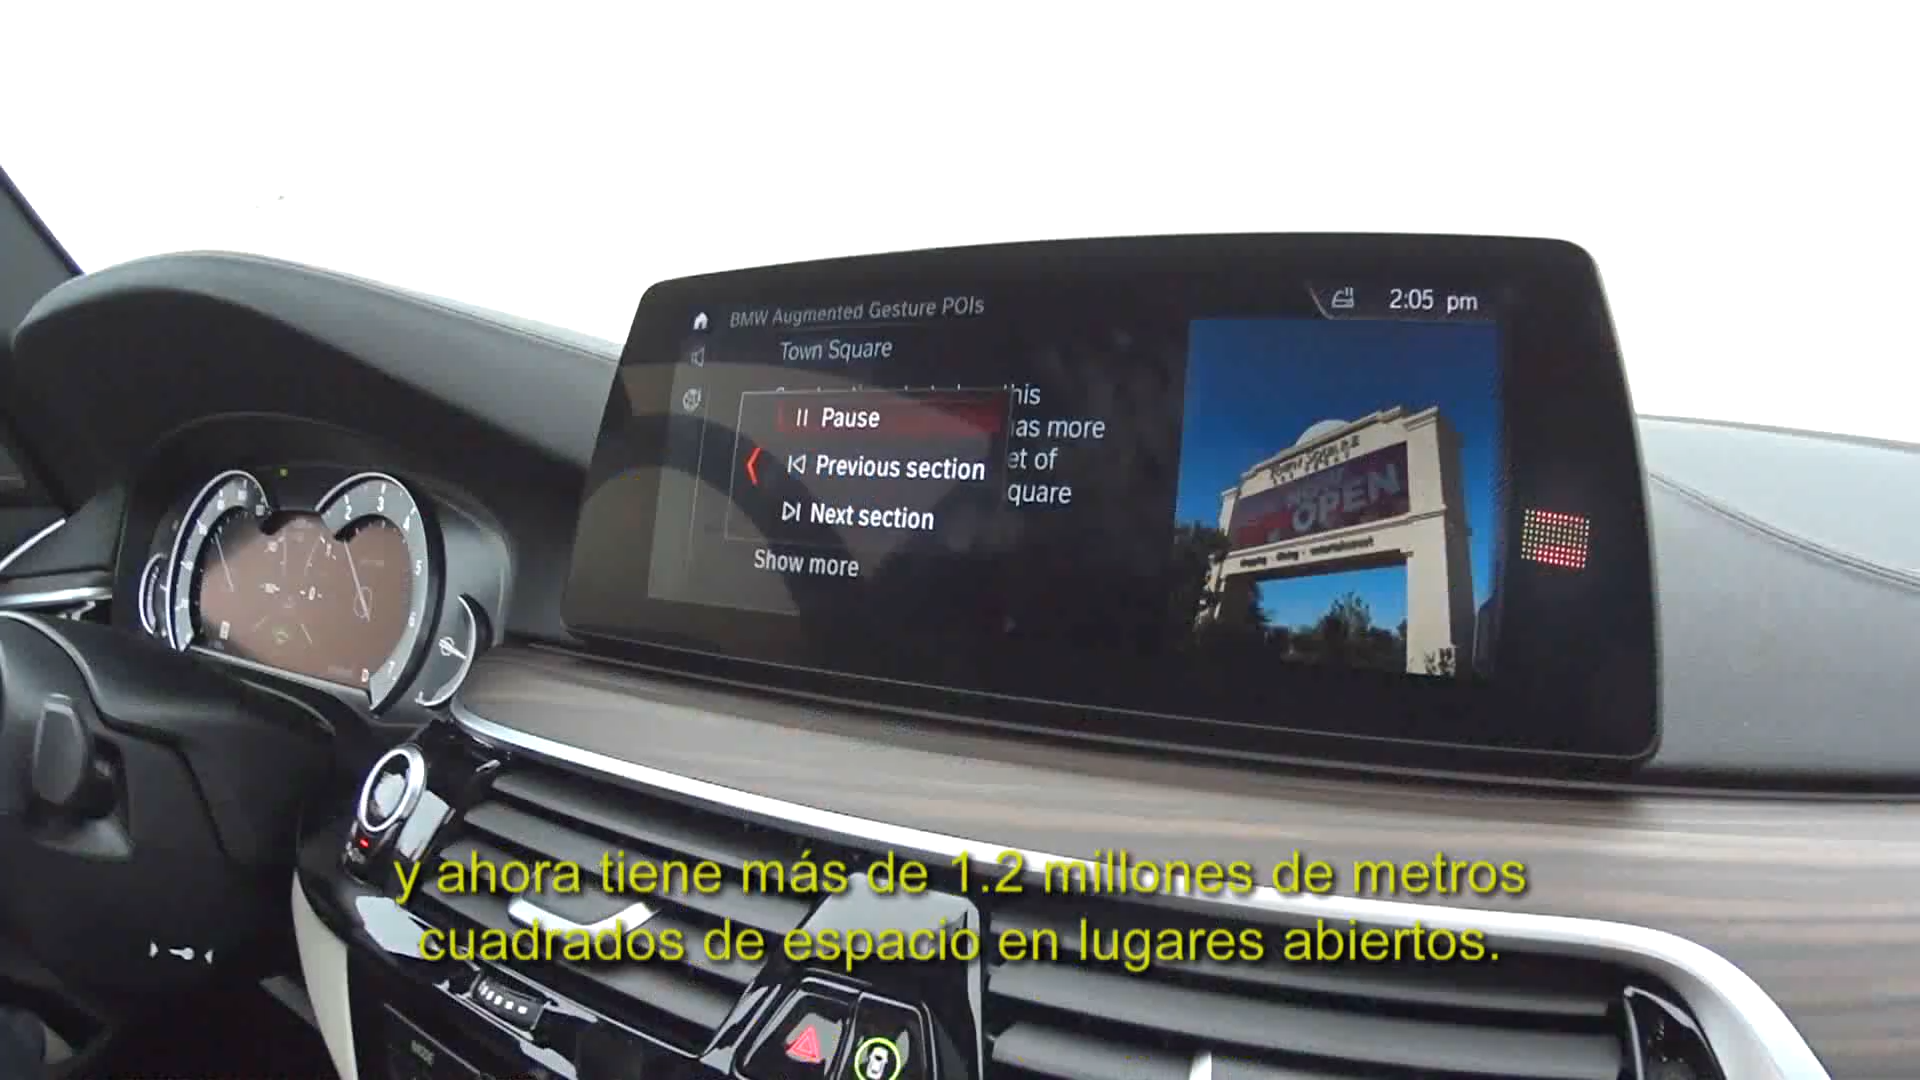 BMW Augmented Gesture POIs
2:05 pm
Town Square
his
as more
et of
quare
Pause
Previous section
Next section
Show more
NOW
OPEN
y ahora tiene más de 1.2 millones de metros
cuadrados de espacio en lugares abiertos.